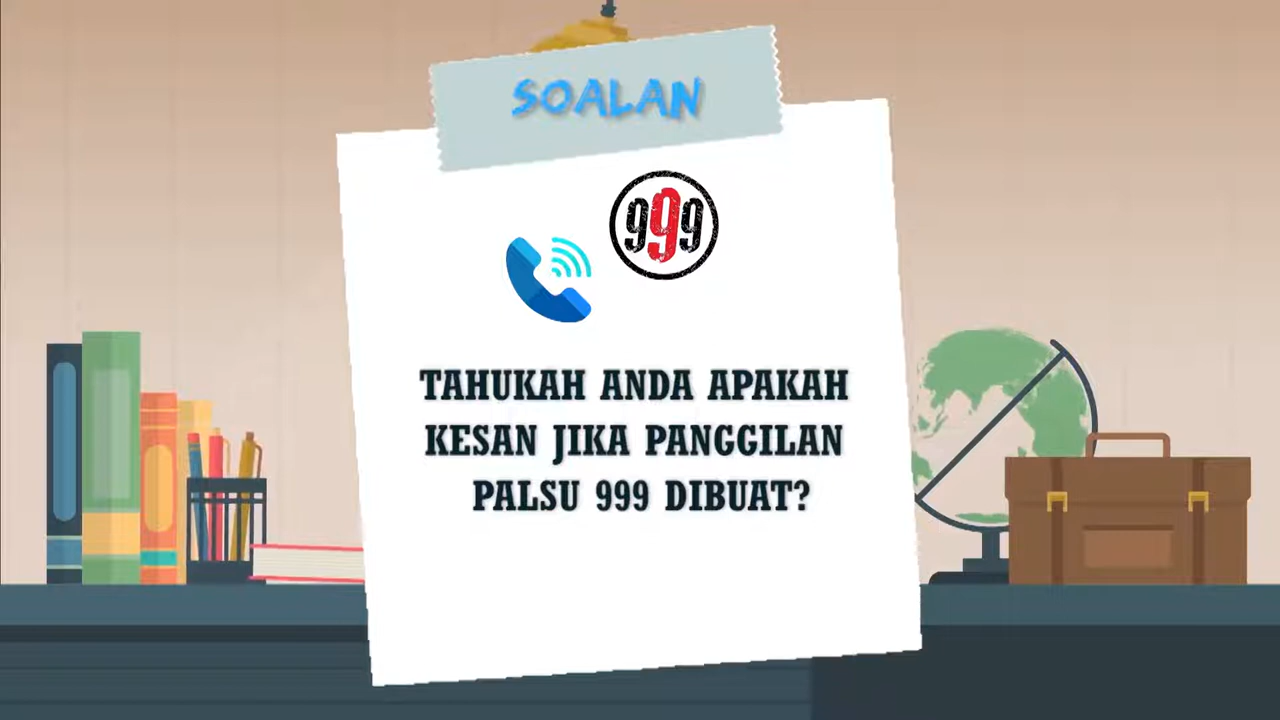 SOALAN
999
TAHUKAH ANDA APAKAH
KESAN JIKA PANGGILAN
PALSU 999 DIBUAT?